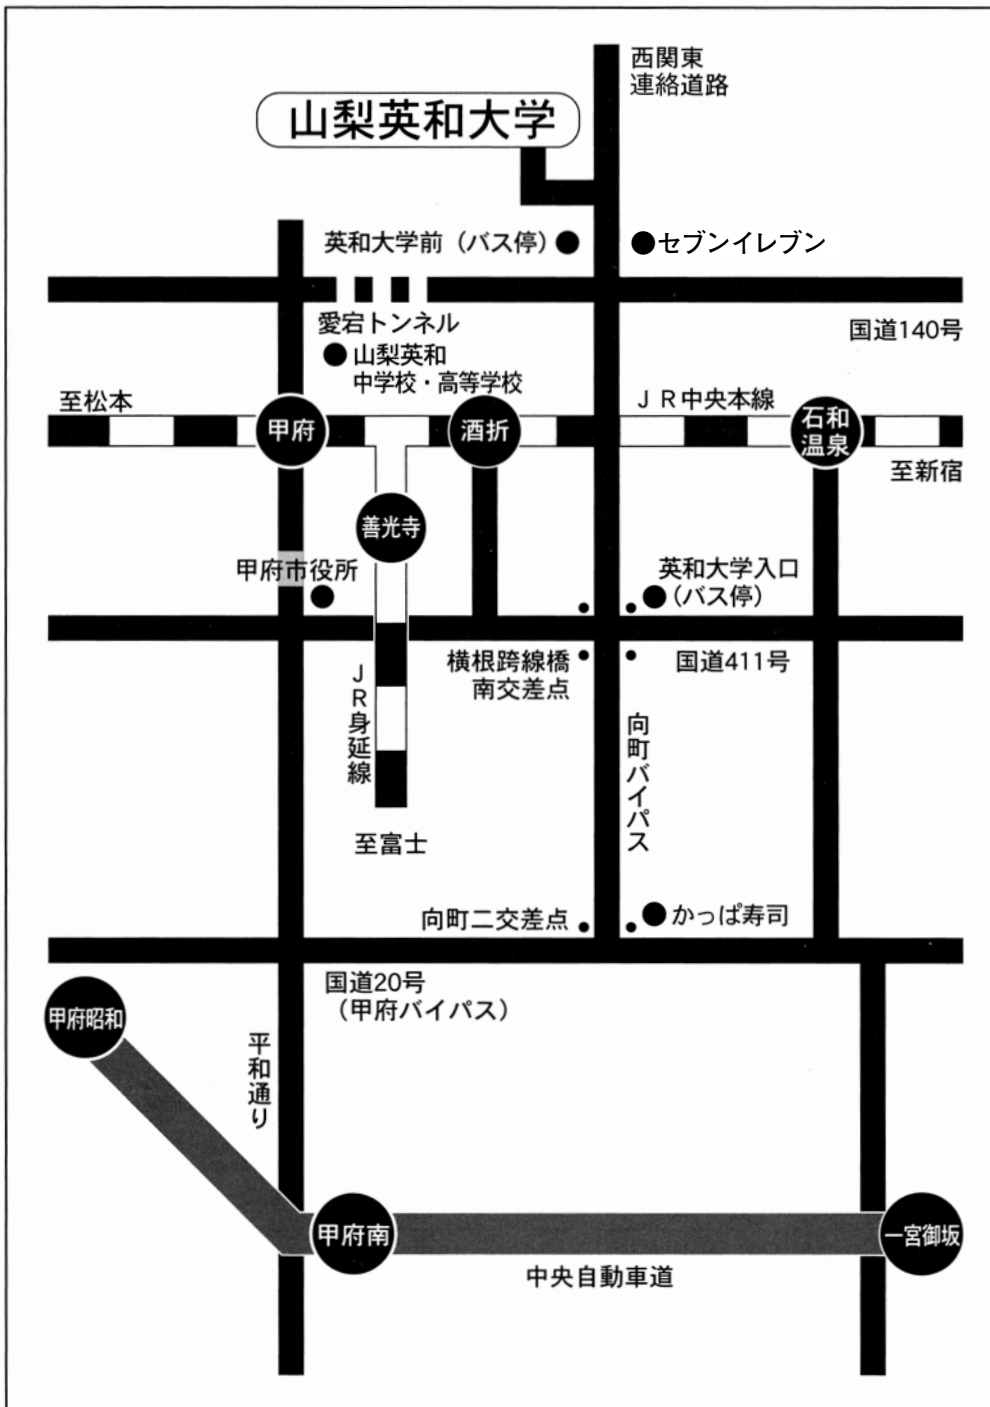 西関東
連絡道路
山梨英和大学
英和大学前（バス停）
セブンイレブン
愛宕トンネル
国道140号
山梨英和
中学校・高等学校
至松本
ＪＲ中央本線
甲府
酒折
石和
温泉
至新宿
善光寺
甲府市役所
英和大学入口
（バス停）
横根跨線橋
南交差点
国道411号
ＪＲ身延線
向町バイパス
至富士
向町二交差点
かっぱ寿司
国道20号
（甲府バイパス）
甲府昭和
平和通り
甲府南
一宮御坂
中央自動車道